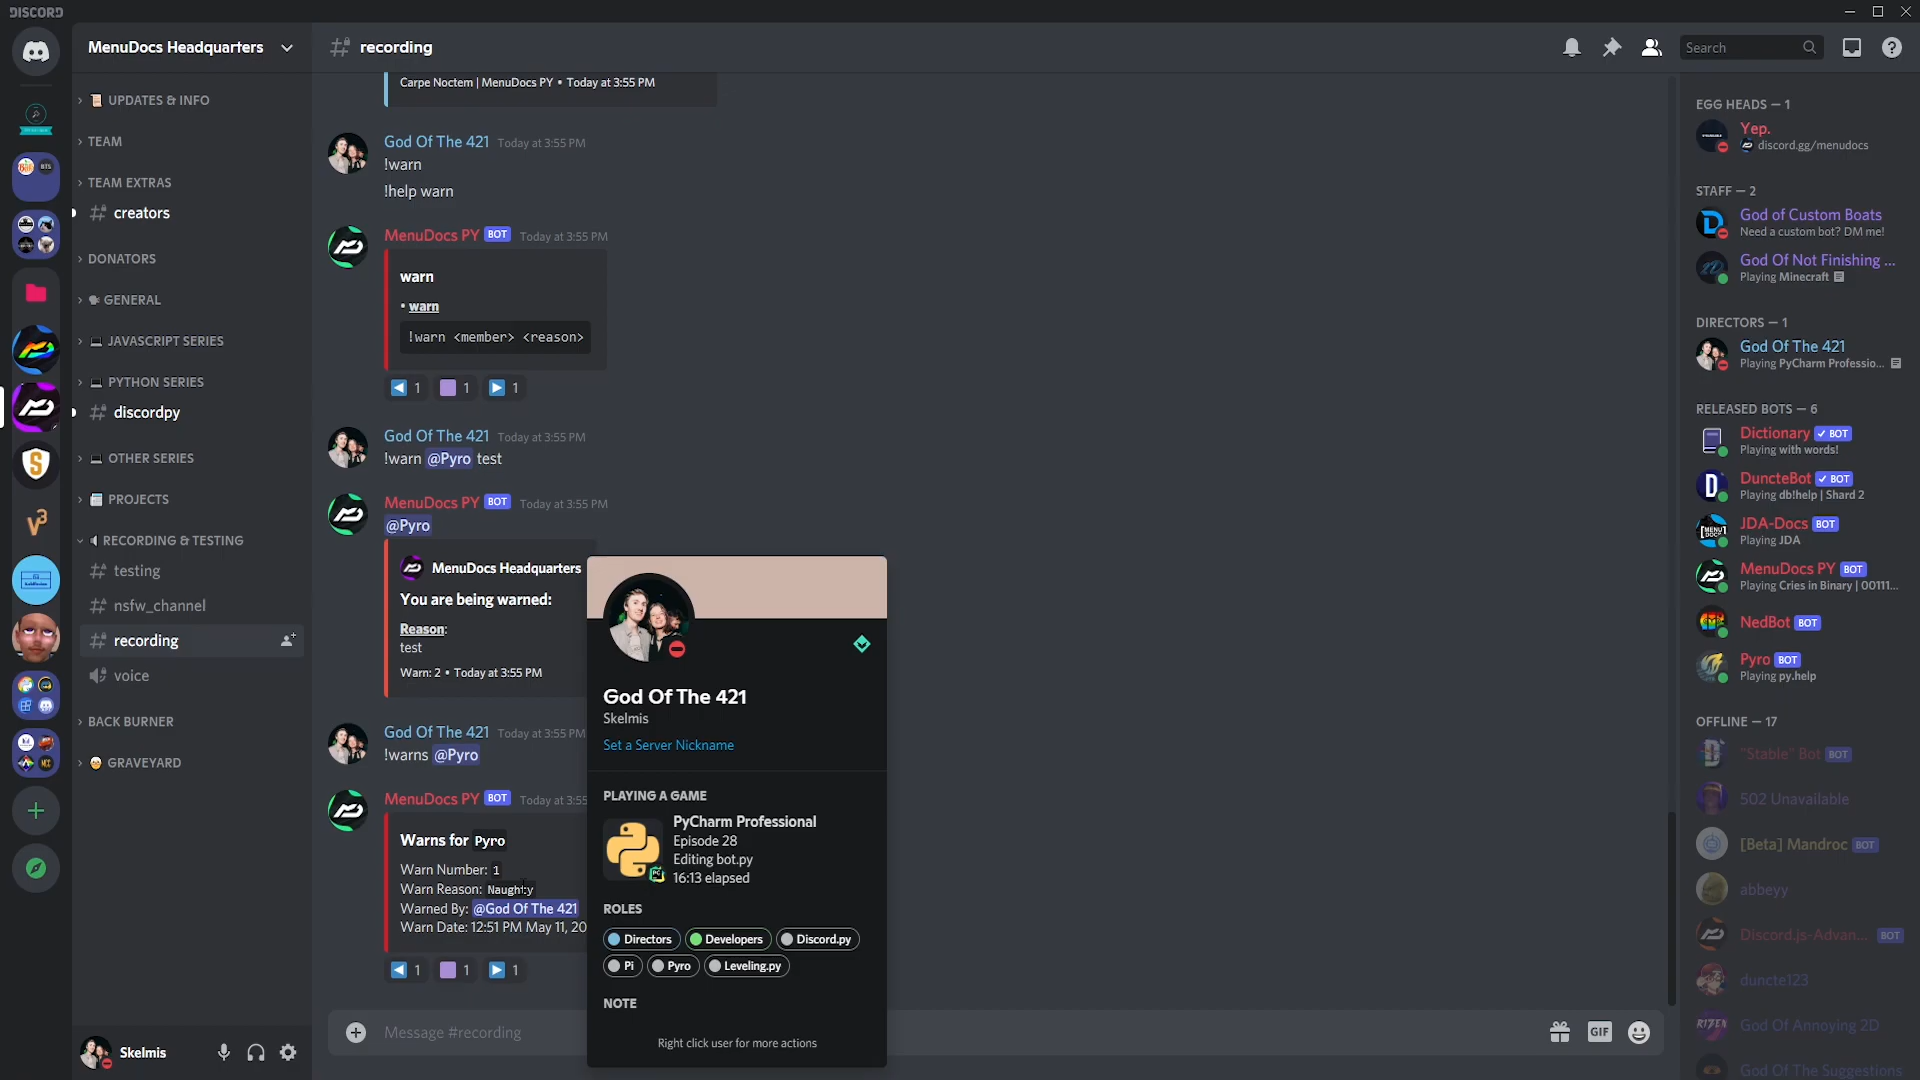 DISCORD
MenuDocs Headquarters
UPDATES & INFO
TEAM
TEAM EXTRAS
creators
DONATORS
GENERAL
JAVASCRIPT SERIES
PYTHON SERIES
discordpy
OTHER SERIES
PROJECTS
RECORDING & TESTING
testing
nsfw_channel
recording
voice
BACK BURNER
GRAVEYARD
Skelmis
recording
Search
Carpe Noctem | MenuDocs PY • Today at 3:55 PM
God Of The 421 Today at 3:55 PM
!warn
!help warn
MenuDocs PY BOT Today at 3:55 PM
warn
• warn
!warn <member> <reason>
1 1 1
God Of The 421 Today at 3:55 PM
!warn @Pyro test
MenuDocs PY BOT Today at 3:55 PM
@Pyro
MenuDocs Headquarters
You are being warned:
Reason:
test
Warn: 2 • Today at 3:55 PM
God Of The 421 Today at 3:55 PM
!warns @Pyro
MenuDocs PY BOT Today at 3:55
Warns for Pyro
Warn Number: 1
Warn Reason: Naughty
Warned By: @God Of The 421
Warn Date: 12:51 PM May 11, 20
1 1 1
Message #recording
GIF
God Of The 421
Skelmis
Set a Server Nickname
PLAYING A GAME
PyCharm Professional
Episode 28
Editing bot.py
16:13 elapsed
ROLES
Directors Developers Discord.py
Pi Pyro Leveling.py
NOTE
Right click user for more actions
EGG HEADS — 1
Yep.
discord.gg/menudocs
STAFF — 2
God of Custom Boats
Need a custom bot? DM me!
God Of Not Finishing ...
Playing Minecraft
DIRECTORS — 1
God Of The 421
Playing PyCharm Professio...
RELEASED BOTS — 6
Dictionary BOT
Playing with words!
DuncteBot BOT
Playing db!help | Shard 2
JDA-Docs BOT
Playing JDA
MenuDocs PY BOT
Playing Cries in Binary | 00111...
NedBot BOT
Pyro BOT
Playing py.help
OFFLINE — 17
"Stable" Bot BOT
502 Unavailable
[Beta] Mandroc BOT
abbeyy
Discord.js-Advan... BOT
duncte123
God Of Annoying 2D
God Of The Suggestions